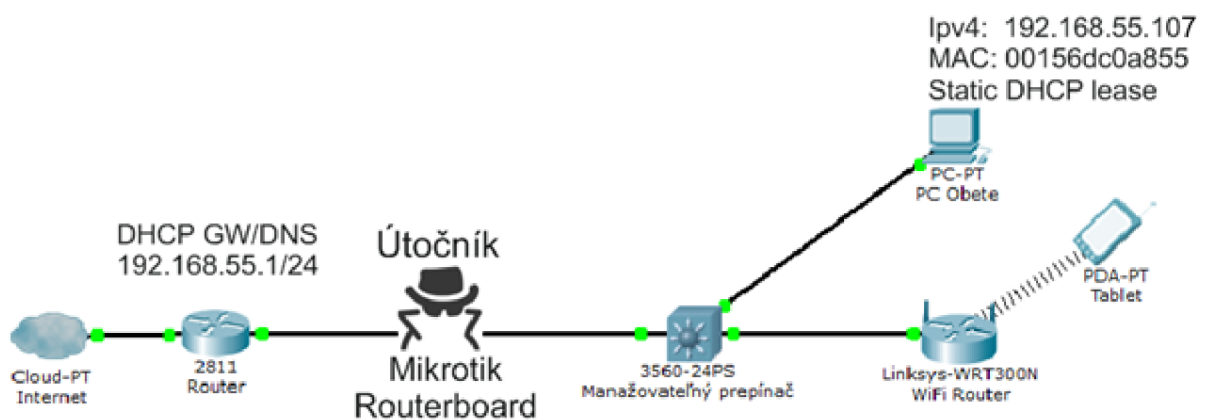 Ipv4: 192.168.55.107
MAC: 00156dc0a855
Static DHCP lease
PC-PT
PC Obete
DHCP GW/DNS
192.168.55.1/24
Útočník
PDA-PT
Tablet
Cloud-PT
Internet
2811
Router
Mikrotik
Routerboard
3560-24PS
Manažovateľný prepínač
Linksys-WRT300N
WiFi Router